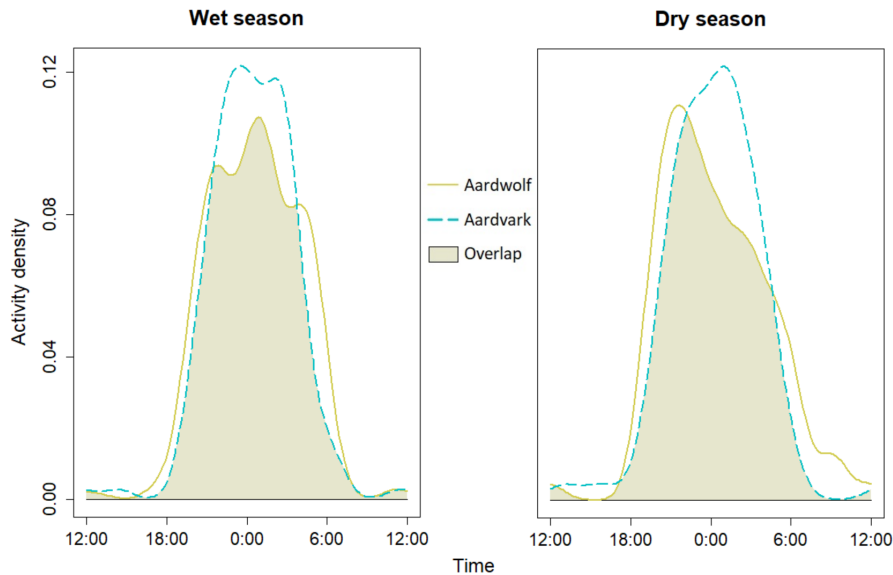 Wet season
Dry season
0.12
0.08
0.04
0.00
Activity density
Aardwolf
Aardvark
Overlap
12:00 18:00 0:00 6:00 12:00
12:00 18:00 0:00 6:00 12:00
Time